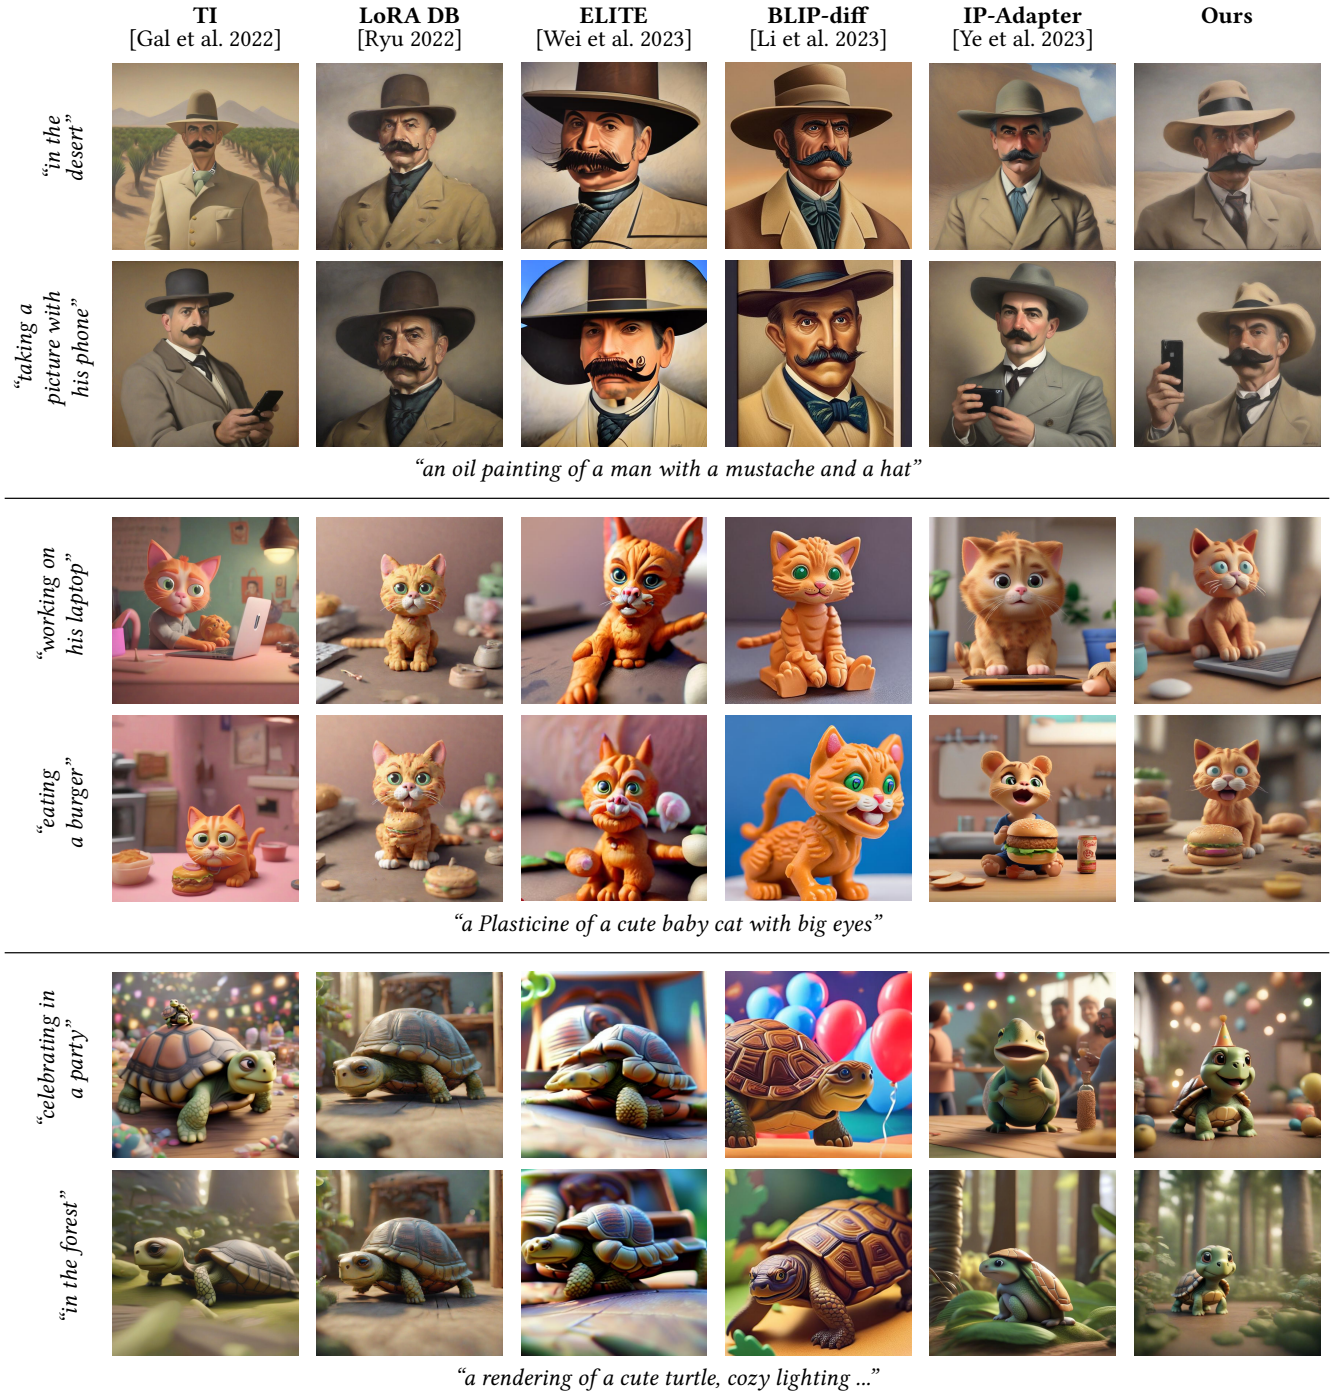 TI LoRA DB ELITE BLIP-diff IP-Adapter Ours
[Gal et al. 2022] [Ryu 2022] [Wei et al. 2023] [Li et al. 2023] [Ye et al. 2023]
“in the
desert”
“taking a
picture with
his phone”
“an oil painting of a man with a mustache and a hat”
“working on
his laptop”
“eating
a burger”
“a Plasticine of a cute baby cat with big eyes”
“celebrating in
a party”
“in the forest”
“a rendering of a cute turtle, cozy lighting ...”